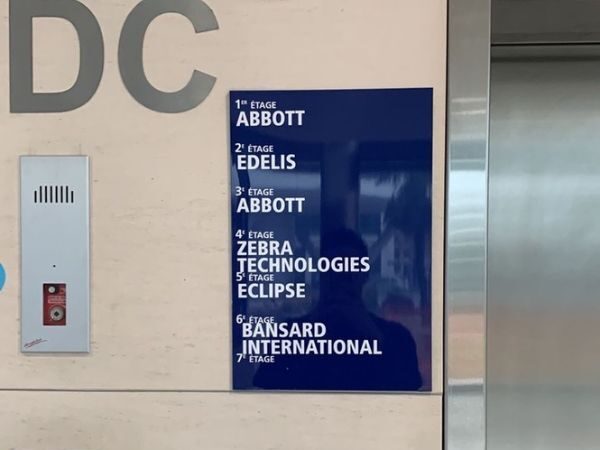 DC
1ER ÉTAGE
ABBOTT
2E ÉTAGE
EDELIS
3E ÉTAGE
ABBOTT
4E ÉTAGE
ZEBRA
TECHNOLOGIES
5E ÉTAGE
ECLIPSE
6E ÉTAGE
BANSARD
INTERNATIONAL
7E ÉTAGE